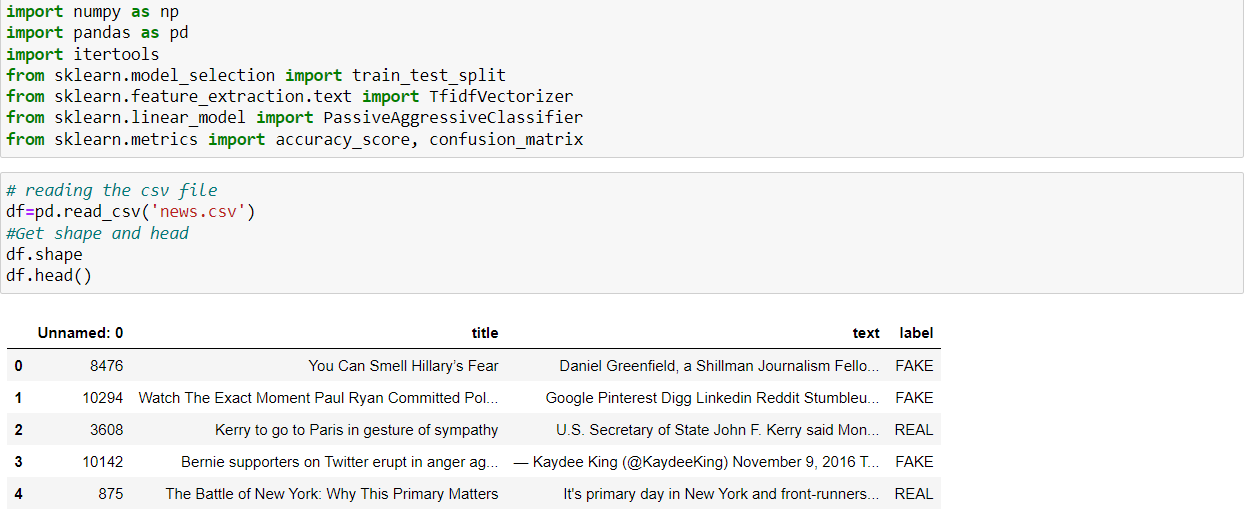 import numpy as np
import pandas as pd
import itertools
from sklearn.model_selection import train_test_split
from sklearn.feature_extraction.text import TfidfVectorizer
from sklearn.linear_model import PassiveAggressiveClassifier
from sklearn.metrics import accuracy_score, confusion_matrix
# reading the csv file
df=pd.read_csv('news.csv')
#Get shape and head
df.shape
df.head()
Unnamed: 0 title text label
0 8476 You Can Smell Hillary’s Fear Daniel Greenfield, a Shillman Journalism Fello... FAKE
1 10294 Watch The Exact Moment Paul Ryan Committed Pol... Google Pinterest Digg Linkedin Reddit Stumbleu... FAKE
2 3608 Kerry to go to Paris in gesture of sympathy U.S. Secretary of State John F. Kerry said Mon... REAL
3 10142 Bernie supporters on Twitter erupt in anger ag... — Kaydee King (@KaydeeKing) November 9, 2016 T... FAKE
4 875 The Battle of New York: Why This Primary Matters It's primary day in New York and front-runners... REAL